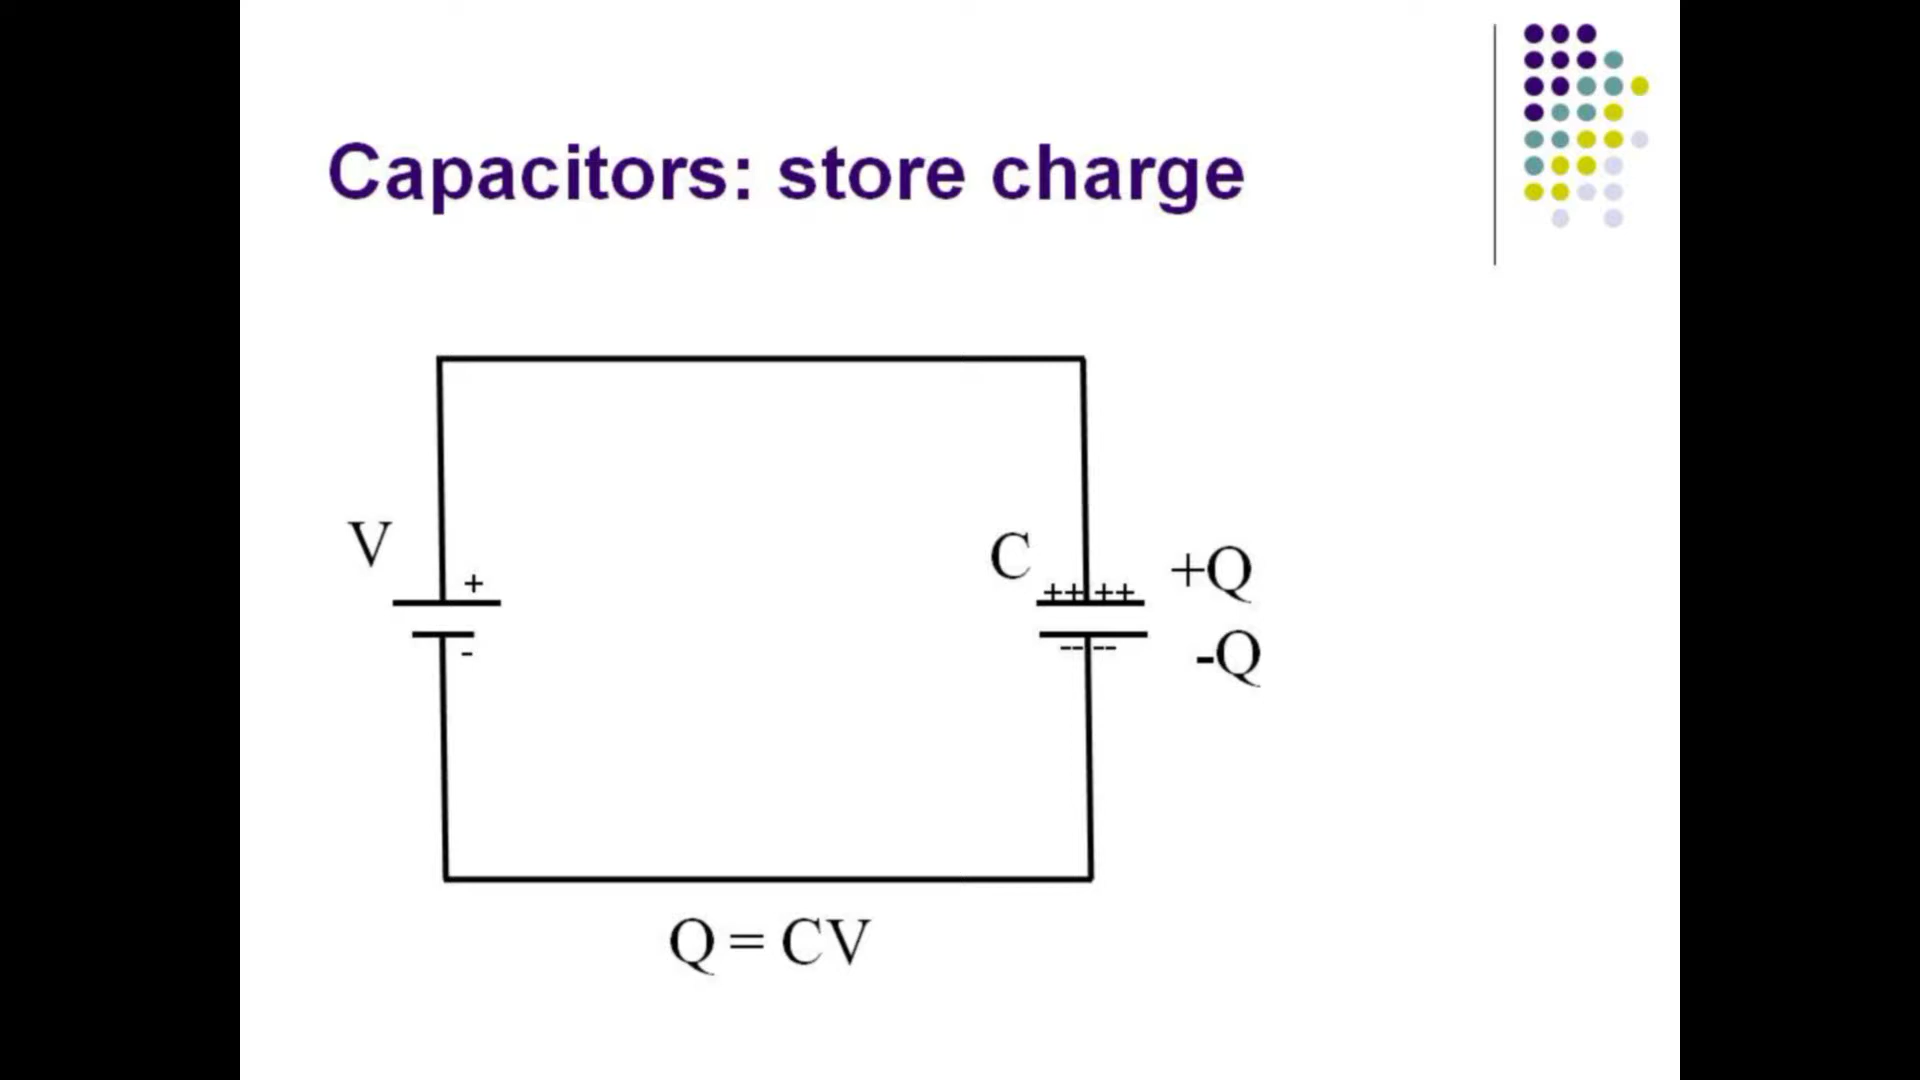 Capacitors: store charge
V
+
-
C
++ ++
-- --
+Q
-Q
Q = CV